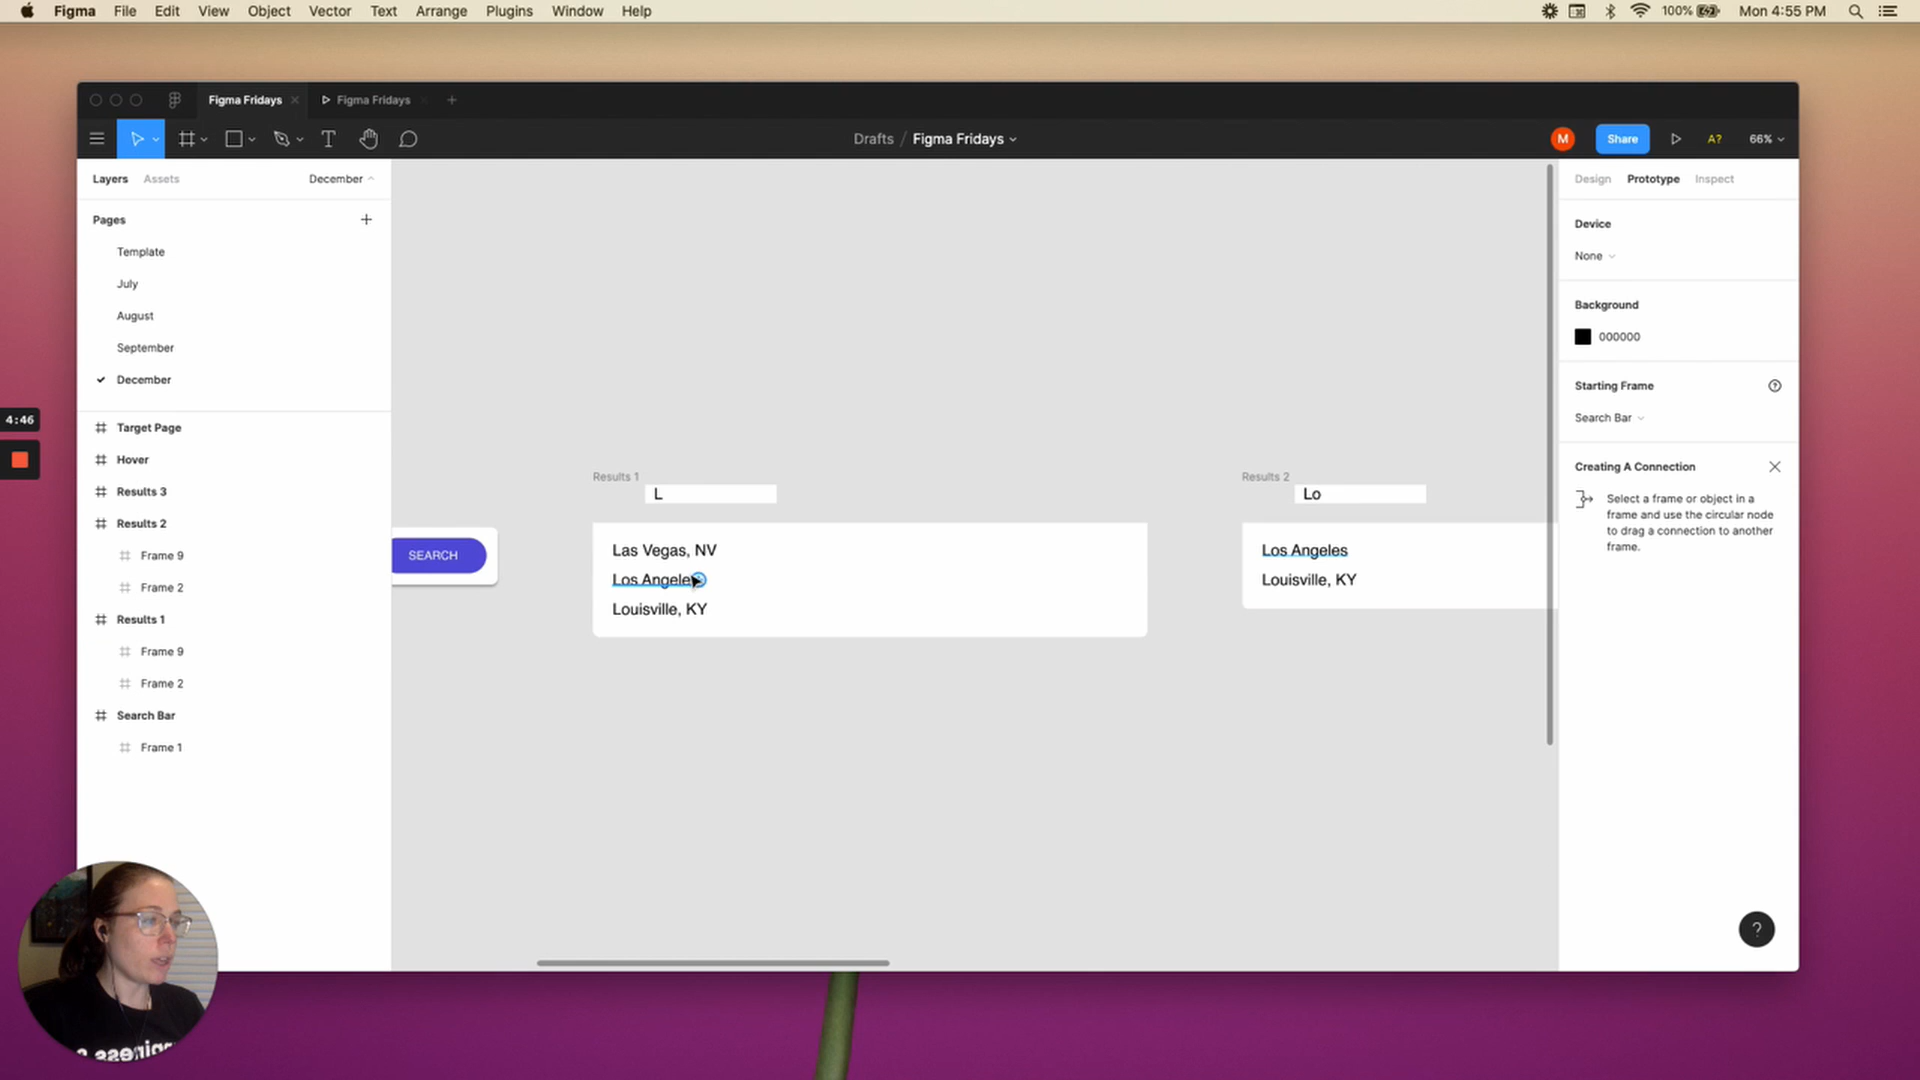 Figma File Edit View Object Vector Text Arrange Plugins Window Help 100% Mon 4:55 PM
Figma Fridays Figma Fridays
Drafts / Figma Fridays M Share A? 66%
Layers Assets December
Design Prototype Inspect
Pages
Template
July
August
September
December
Target Page
Hover
Results 3
Results 2
Frame 9
Frame 2
Results 1
Frame 9
Frame 2
Search Bar
Frame 1
4:46
SEARCH
Results 1
L
Las Vegas, NV
Los Angeles
Louisville, KY
Results 2
Lo
Los Angeles
Louisville, KY
Device
None
Background
000000
Starting Frame
Search Bar
Creating A Connection
Select a frame or object in a
frame and use the circular node
to drag a connection to another
frame.
?